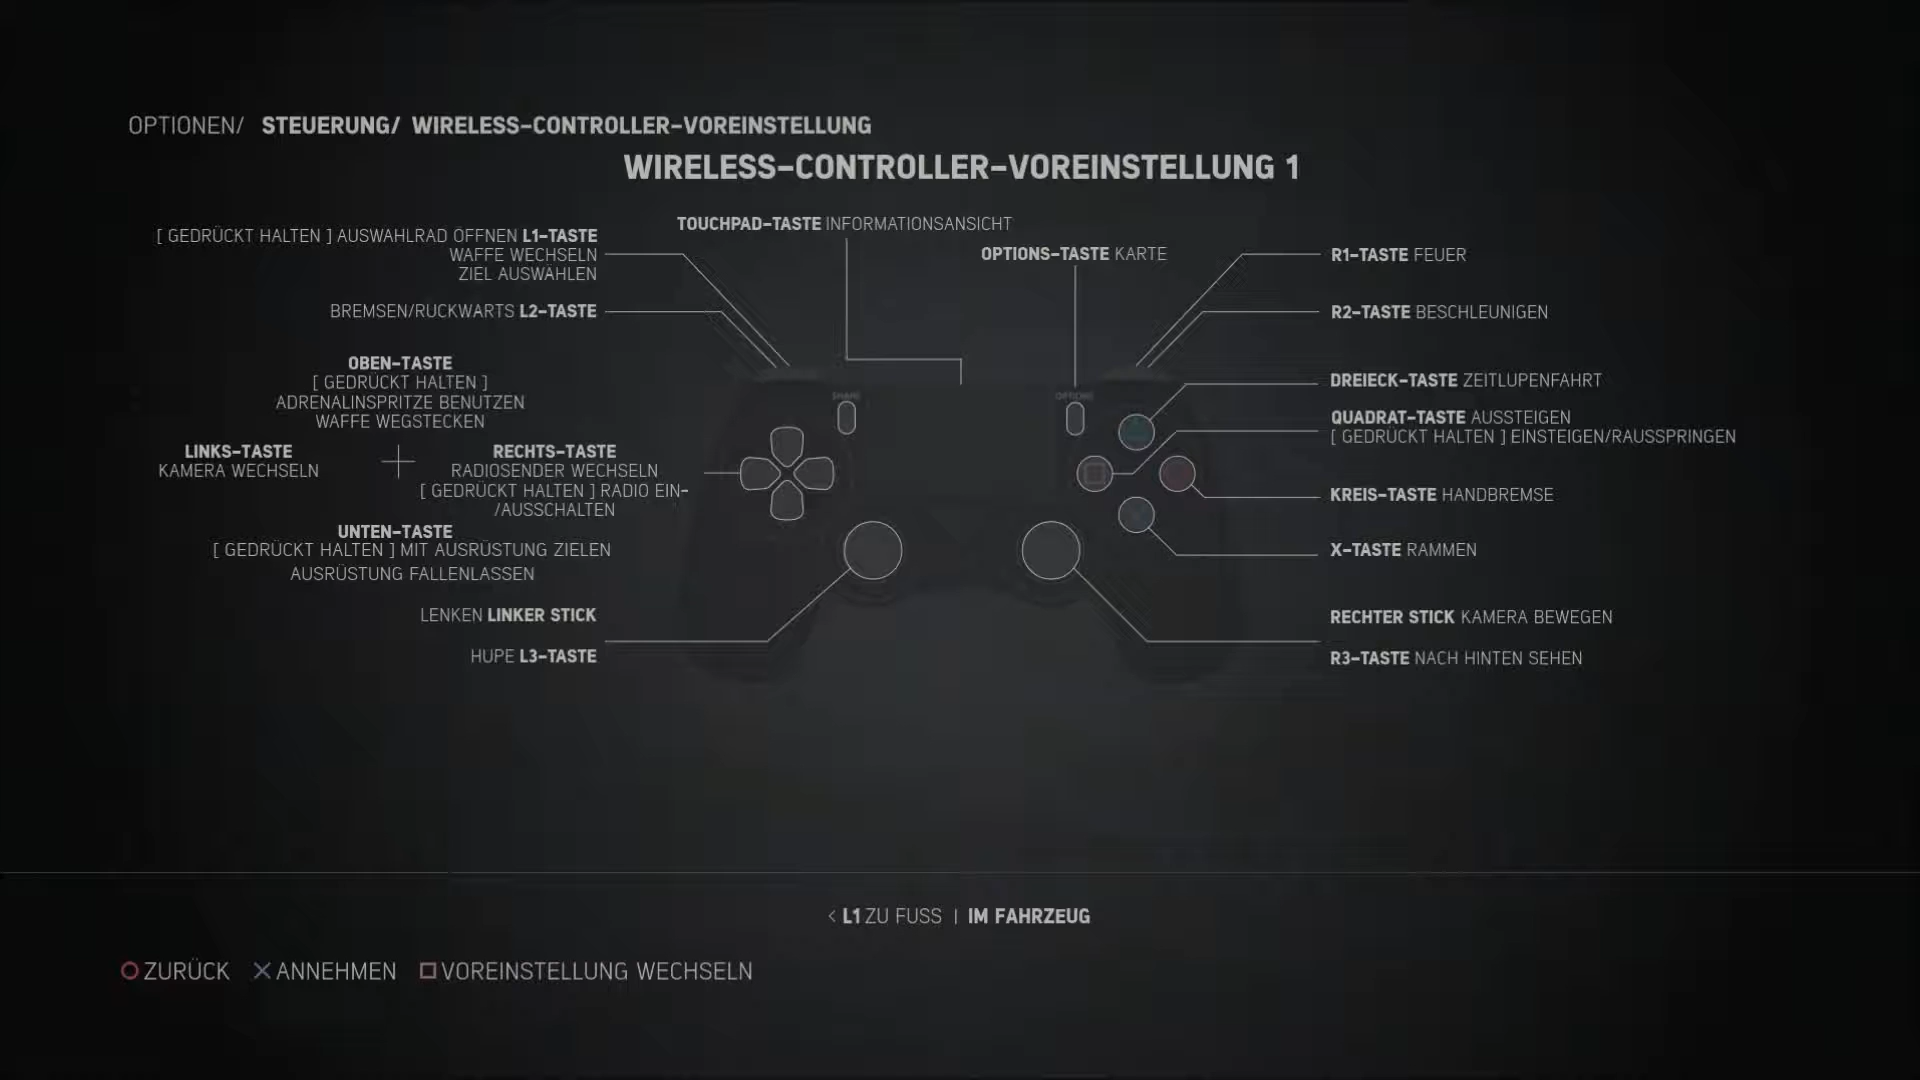 OPTIONEN/ STEUERUNG/ WIRELESS-CONTROLLER-VOREINSTELLUNG
WIRELESS-CONTROLLER-VOREINSTELLUNG 1
[ GEDRÜCKT HALTEN ] AUSWAHLRAD ÖFFNEN L1-TASTE
WAFFE WECHSELN
ZIEL AUSWÄHLEN
BREMSEN/RÜCKWÄRTS L2-TASTE
OBEN-TASTE
[ GEDRÜCKT HALTEN ]
ADRENALINSPRITZE BENUTZEN
WAFFE WEGSTECKEN
LINKS-TASTE
KAMERA WECHSELN
RECHTS-TASTE
RADIOSENDER WECHSELN
[ GEDRÜCKT HALTEN ] RADIO EIN-
/AUSSCHALTEN
UNTEN-TASTE
[ GEDRÜCKT HALTEN ] MIT AUSRÜSTUNG ZIELEN
AUSRÜSTUNG FALLENLASSEN
LENKEN LINKER STICK
HUPE L3-TASTE
TOUCHPAD-TASTE INFORMATIONSANSICHT
OPTIONS-TASTE KARTE
SHARE
OPTIONS
R1-TASTE FEUER
R2-TASTE BESCHLEUNIGEN
DREIECK-TASTE ZEITLUPENFAHRT
QUADRAT-TASTE AUSSTEIGEN
[ GEDRÜCKT HALTEN ] EINSTEIGEN/RAUSSPRINGEN
KREIS-TASTE HANDBREMSE
X-TASTE RAMMEN
RECHTER STICK KAMERA BEWEGEN
R3-TASTE NACH HINTEN SEHEN
< L1 ZU FUSS | IM FAHRZEUG
ZURÜCK ANNEHMEN VOREINSTELLUNG WECHSELN